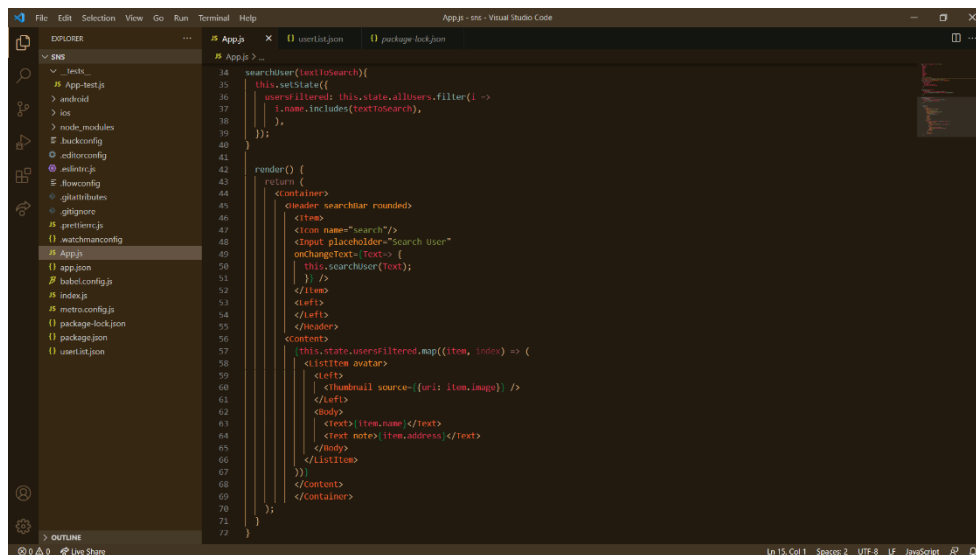 File Edit Selection View Go Run Terminal Help
App.js - sns - Visual Studio Code
EXPLORER
SNS
__tests__
JS App-test.js
android
ios
node_modules
.buckconfig
.editorconfig
.eslintrc.js
.flowconfig
.gitattributes
.gitignore
JS .prettierrc.js
{} .watchmanconfig
JS App.js
{} app.json
babel.config.js
JS index.js
JS metro.config.js
{} package-lock.json
{} package.json
{} userList.json
OUTLINE
JS App.js {} userList.json {} package-lock.json
JS App.js > ...
34 searchUser(textToSearch){
35 this.setState({
36 usersFiltered: this.state.allUsers.filter(i =>
37 i.name.includes(textToSearch),
38 ),
39 });
40 }
41
42 render() {
43 return (
44 <Container>
45 <Header searchBar rounded>
46 <Item>
47 <Icon name="search"/>
48 <Input placeholder="Search User"
49 onChangeText={Text=> {
50 this.searchUser(Text);
51 }} />
52 </Item>
53 <Left>
54 </Left>
55 </Header>
56 <Content>
57 {this.state.usersFiltered.map((item, index) => (
58 <ListItem avatar>
59 <Left>
60 <Thumbnail source={{uri: item.image}} />
61 </Left>
62 <Body>
63 <Text>{item.name}</Text>
64 <Text note>{item.address}</Text>
65 </Body>
66 </ListItem>
67 ))}
68 </Content>
69 </Container>
70 );
71 }
72 }
0 0 Live Share
Ln 15, Col 1 Spaces: 2 UTF-8 LF JavaScript